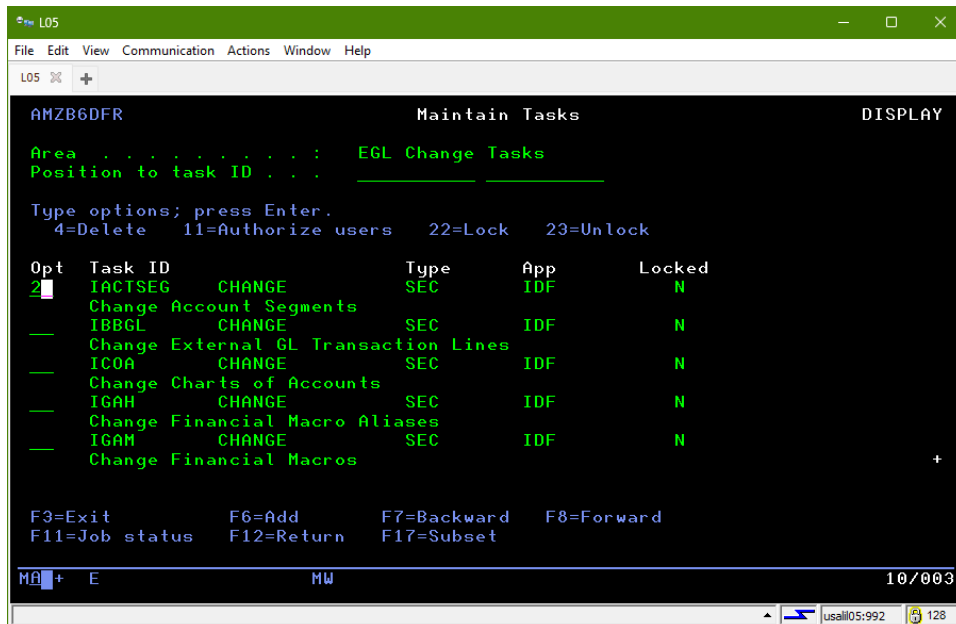 L05
File Edit View Communication Actions Window Help
L05
AMZB6DFR Maintain Tasks DISPLAY
Area . . . . . . . . . : EGL Change Tasks
Position to task ID . . .
Type options; press Enter.
4=Delete 11=Authorize users 22=Lock 23=Unlock
Opt Task ID Type App Locked
2 IACTSEG CHANGE SEC IDF N
Change Account Segments
IBBGL CHANGE SEC IDF N
Change External GL Transaction Lines
ICOA CHANGE SEC IDF N
Change Charts of Accounts
IGAH CHANGE SEC IDF N
Change Financial Macro Aliases
IGAM CHANGE SEC IDF N
Change Financial Macros +
F3=Exit F6=Add F7=Backward F8=Forward
F11=Job status F12=Return F17=Subset
MA + E MW 10/003
usalil05:992 128